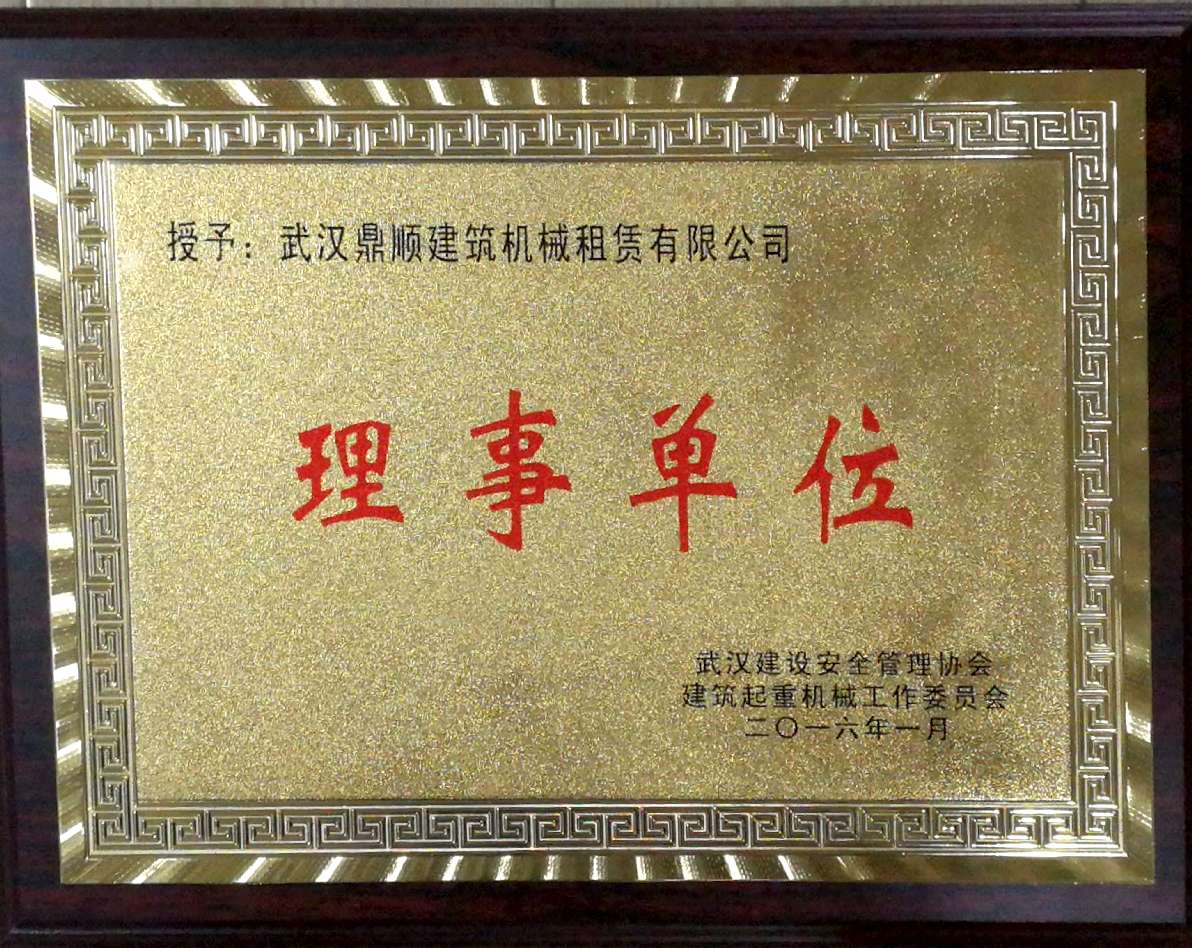 授予：武汉鼎顺建筑机械租赁有限公司
理事单位
武汉建设安全管理协会
建筑起重机械工作委员会
二〇一六年一月